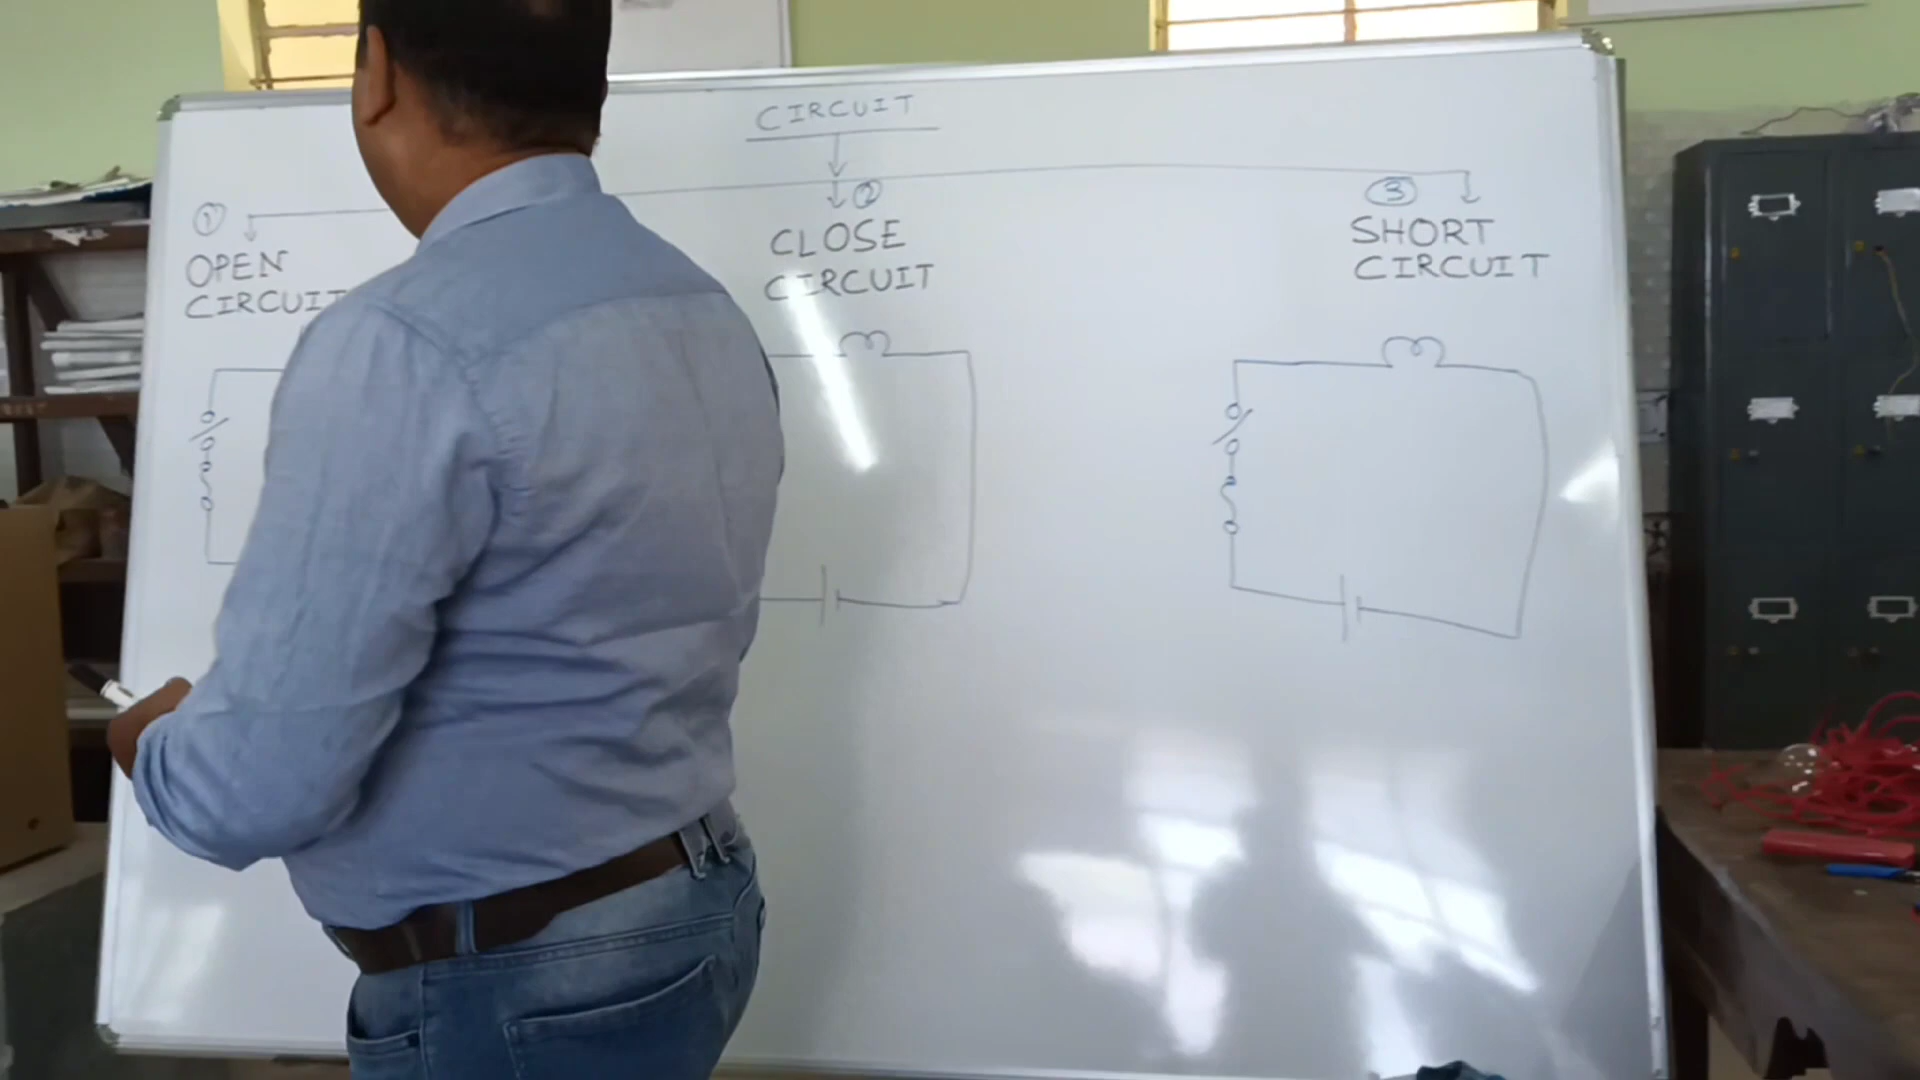 CIRCUIT
① ② ③
OPEN
CIRCUIT
CLOSE
CIRCUIT
SHORT
CIRCUIT